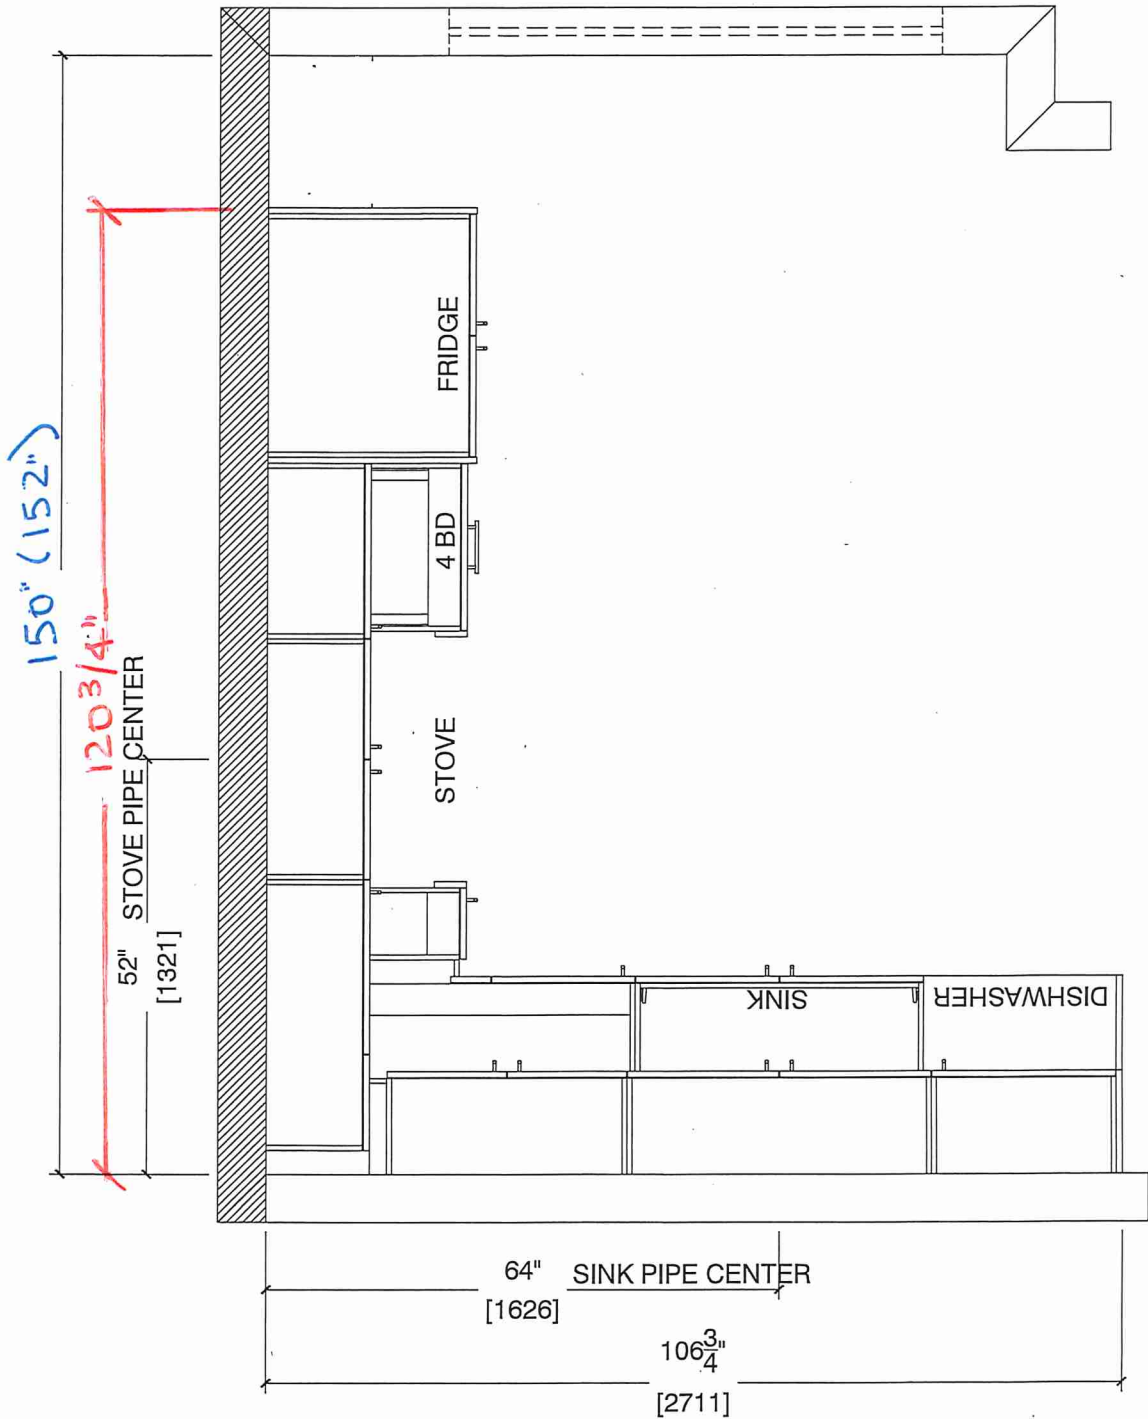 150" (152")
120 3/4"
52" STOVE PIPE CENTER
[1321]
FRIDGE
4 BD
STOVE
SINK
DISHWASHER
64" SINK PIPE CENTER
[1626]
106 3/4"
[2711]